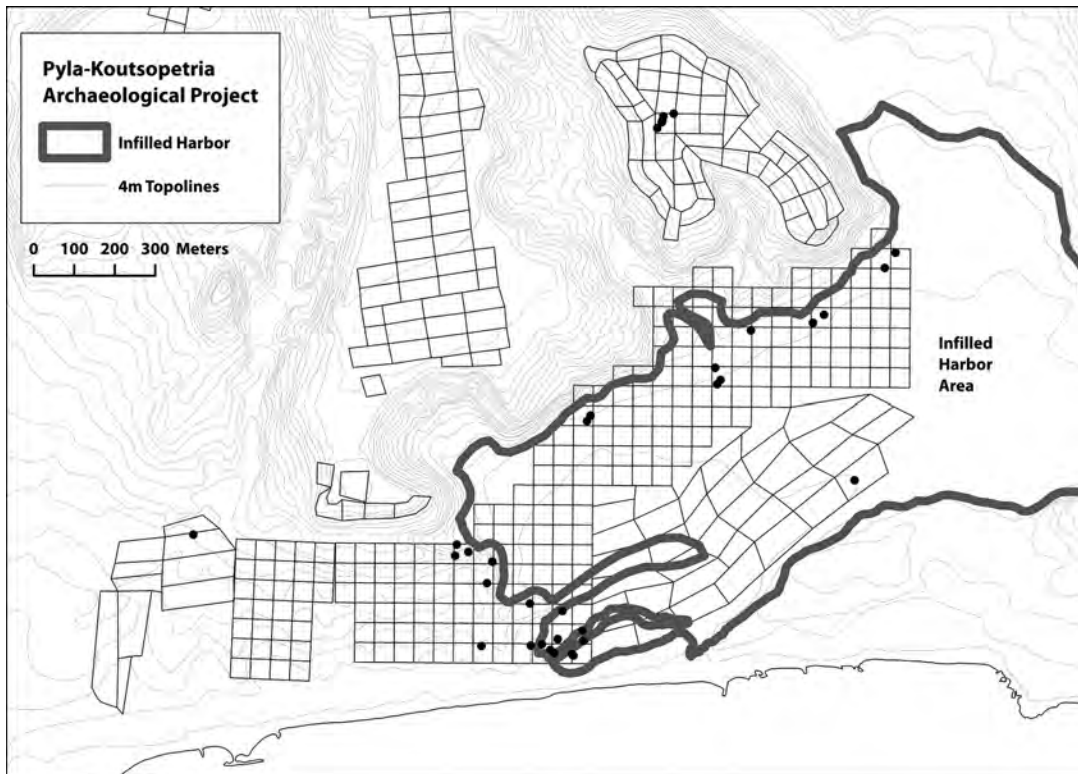 Pyla-Koutsopetria
Archaeological Project
Infilled Harbor
4m Topolines
0 100 200 300 Meters
Infilled
Harbor
Area